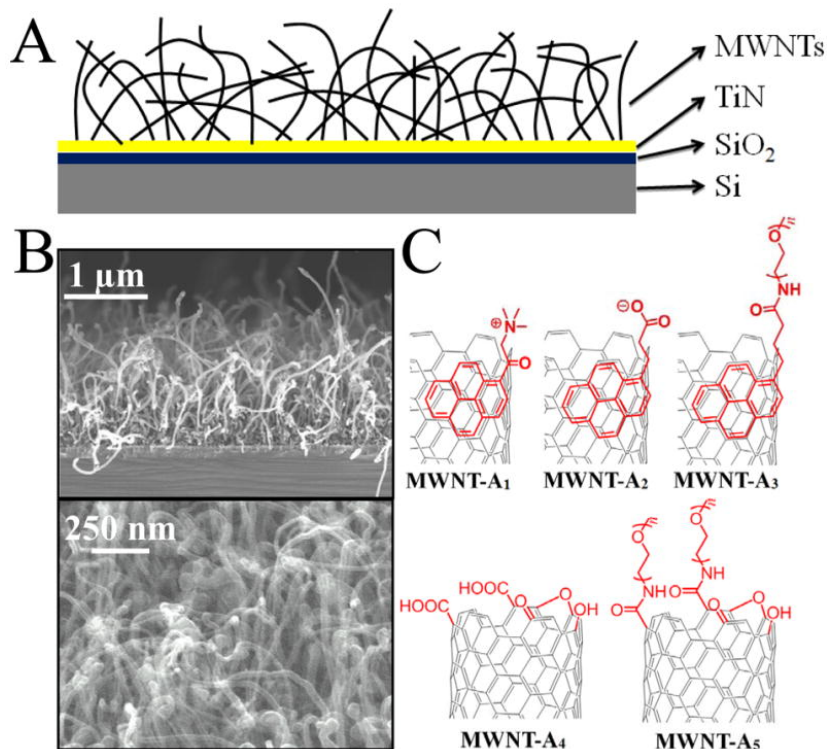 A
MWNTs
TiN
SiO₂
Si
B
1 µm
250 nm
C
⊕
N
O
⊖
O
O
O
NH
O
MWNT-A₁
MWNT-A₂
MWNT-A₃
O
O
NH
NH
HOOC
HOOC
O
O
OH
O
O
O
O
OH
MWNT-A₄
MWNT-A₅